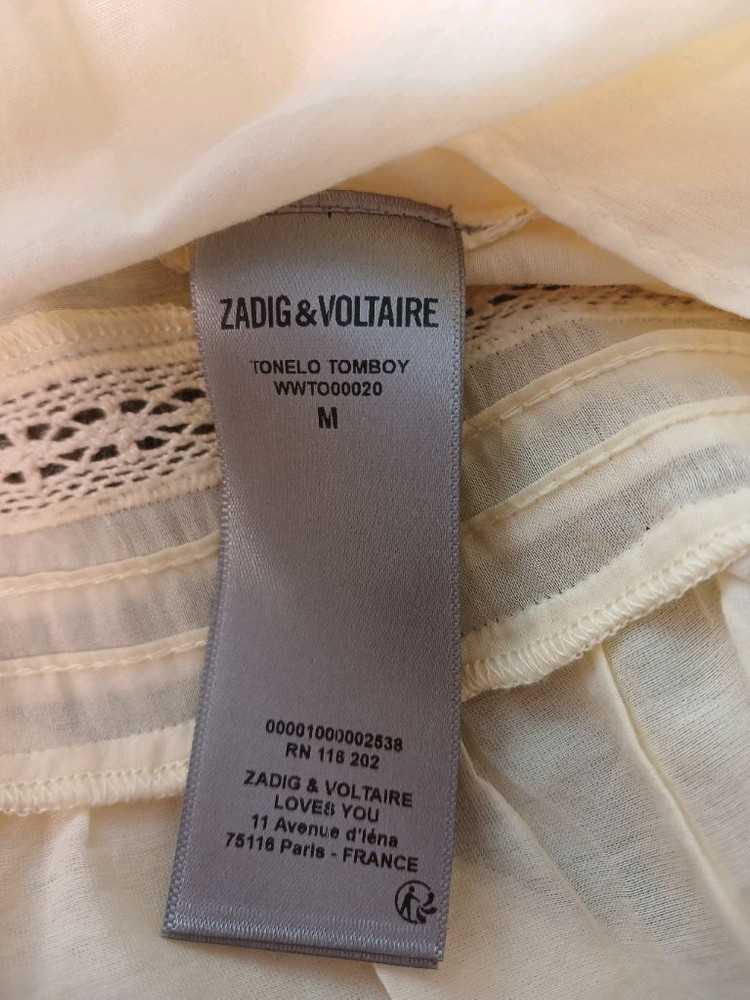 ZADIG&VOLTAIRE
TONELO TOMBOY
WWTO00020
M
00001000002538
RN 116 202
ZADIG & VOLTAIRE
LOVES YOU
11 Avenue d'Iéna
75116 Paris - FRANCE